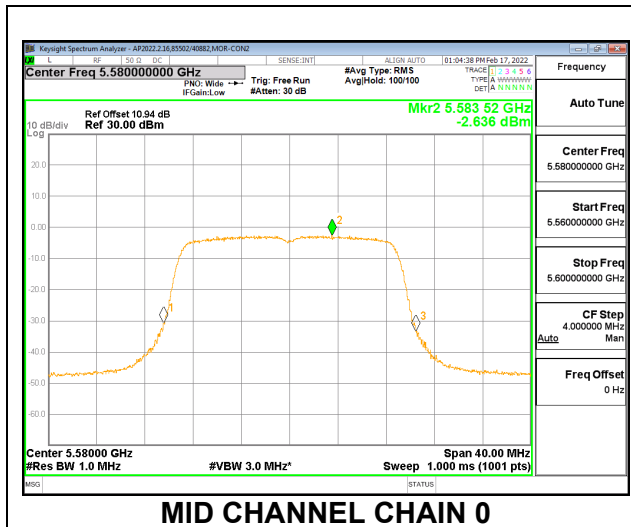 Keysight Spectrum Analyzer - AP2022.2.16,85502/40882,MOR-CON2
L RF 50 Ω DC SENSE:INT ALIGN AUTO 01:04:38 PM Feb 17, 2022
Center Freq 5.580000000 GHz #Avg Type: RMS TRACE 1 2 3 4 5 6
PNO: Wide Trig: Free Run Avg|Hold: 100/100 TYPE A WWWWW
IFGain:Low #Atten: 30 dB DET A N N N N N
Frequency
Auto Tune
Center Freq
5.580000000 GHz
Start Freq
5.560000000 GHz
Stop Freq
5.600000000 GHz
CF Step
4.000000 MHz
Auto Man
Freq Offset
0 Hz
Mkr2 5.583 52 GHz
-2.636 dBm
Ref Offset 10.94 dB
10 dB/div Ref 30.00 dBm
Log
20.0
10.0
0.00
-10.0
-20.0
-30.0
-40.0
-50.0
-60.0
1
2
3
Center 5.58000 GHz Span 40.00 MHz
#Res BW 1.0 MHz #VBW 3.0 MHz* Sweep 1.000 ms (1001 pts)
MSG STATUS
MID CHANNEL CHAIN 0